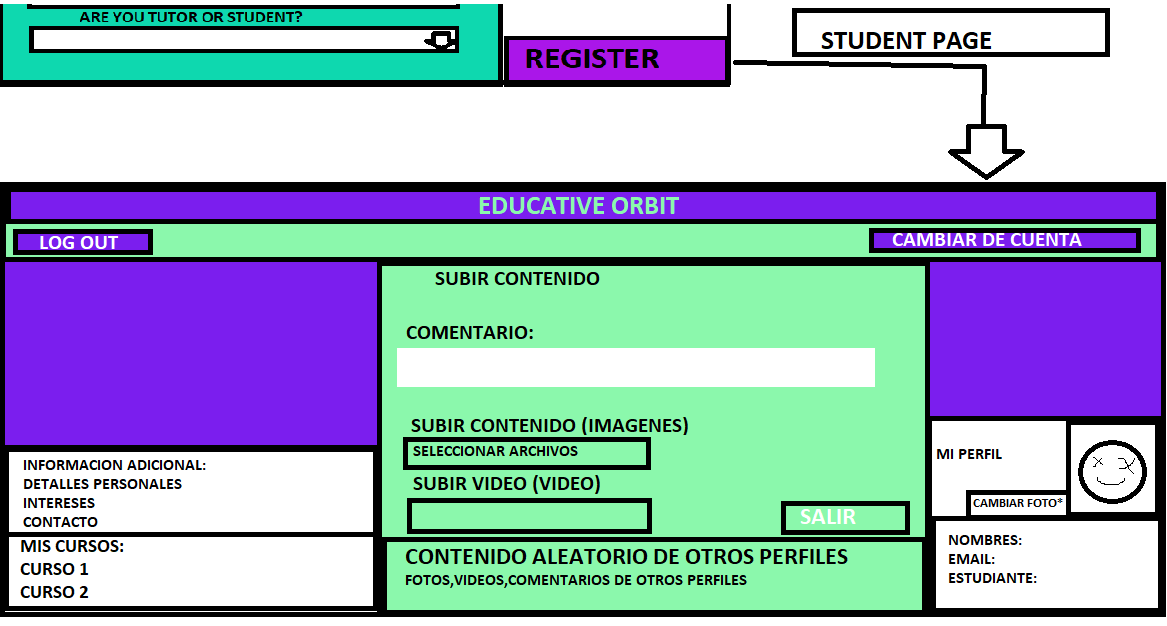 ARE YOU TUTOR OR STUDENT?
REGISTER
STUDENT PAGE
EDUCATIVE ORBIT
LOG OUT
CAMBIAR DE CUENTA
SUBIR CONTENIDO
COMENTARIO:
SUBIR CONTENIDO (IMAGENES)
SELECCIONAR ARCHIVOS
SUBIR VIDEO (VIDEO)
SALIR
CONTENIDO ALEATORIO DE OTROS PERFILES
FOTOS,VIDEOS,COMENTARIOS DE OTROS PERFILES
INFORMACION ADICIONAL:
DETALLES PERSONALES
INTERESES
CONTACTO
MIS CURSOS:
CURSO 1
CURSO 2
MI PERFIL
CAMBIAR FOTO*
NOMBRES:
EMAIL:
ESTUDIANTE: